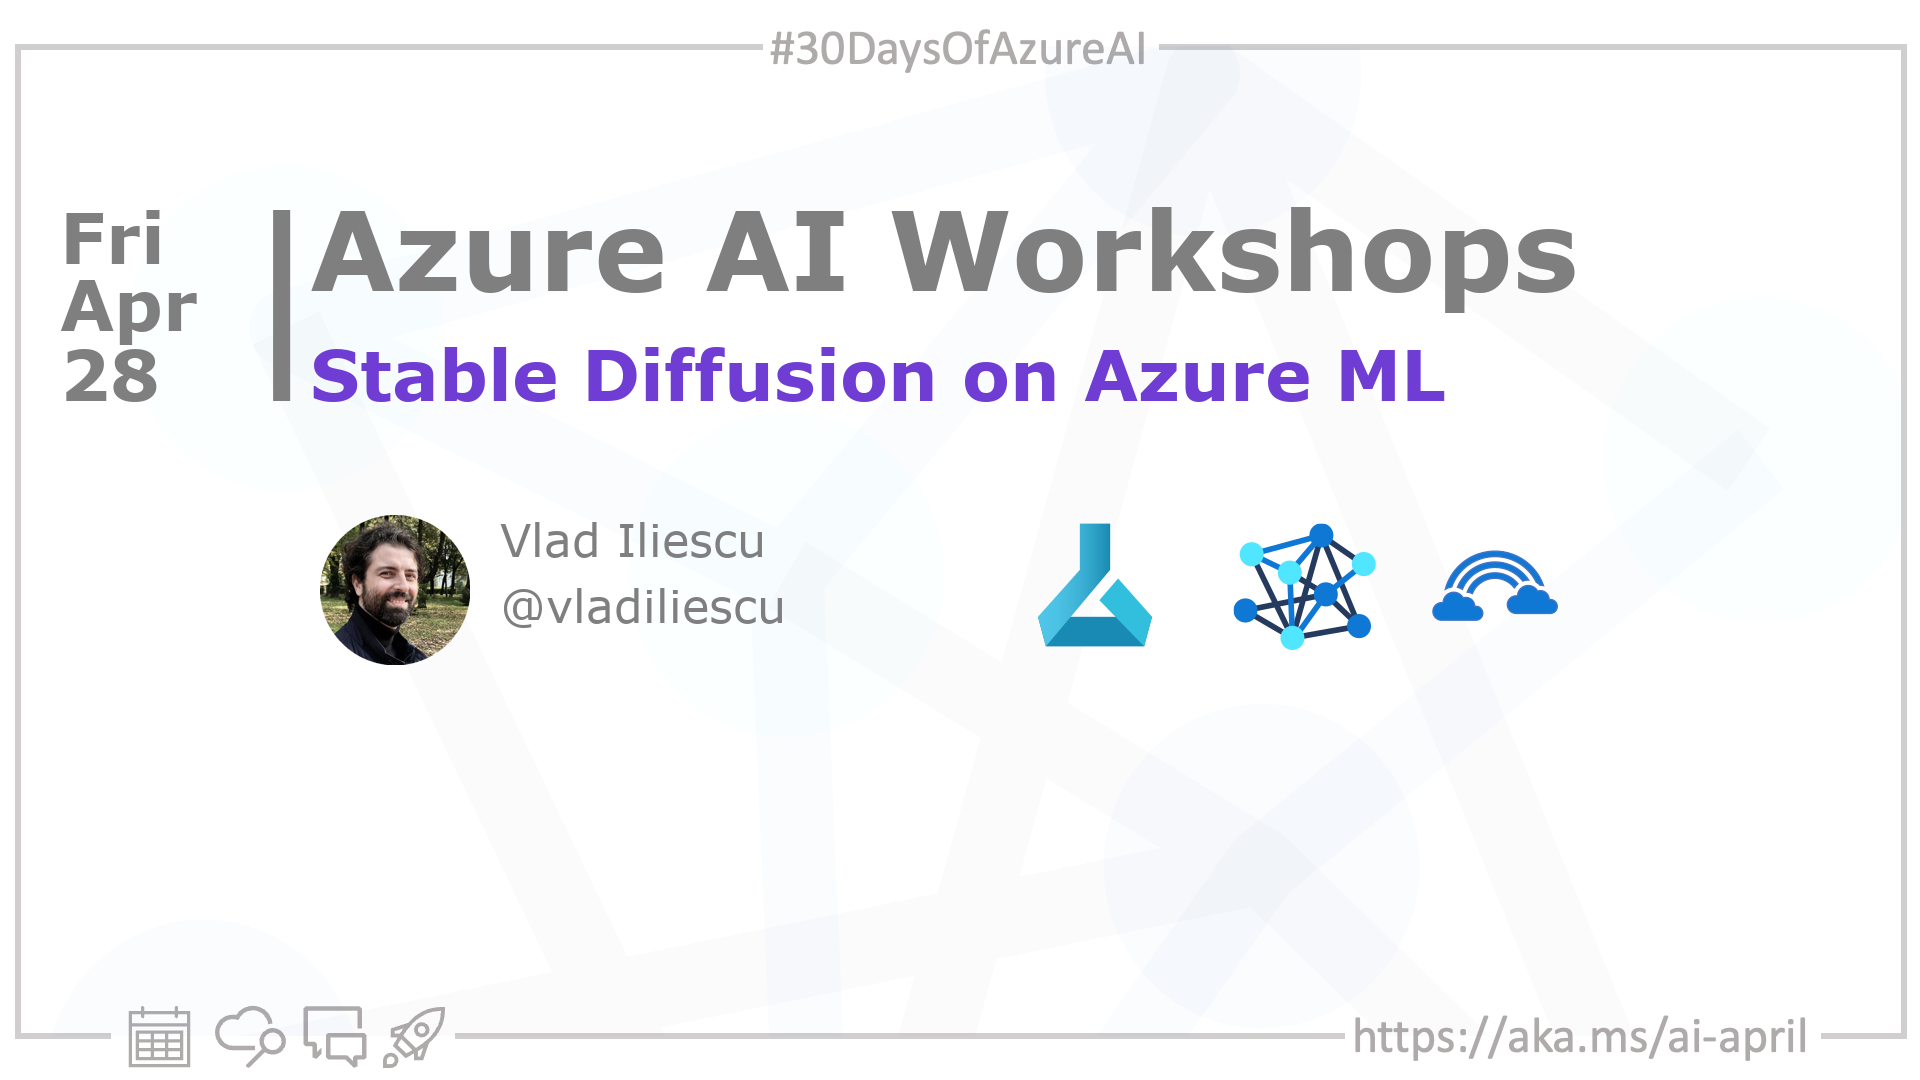 #30DaysOfAzureAI
Fri
Apr
28
Azure AI Workshops
Stable Diffusion on Azure ML
Vlad Iliescu
@vladiliescu
https://aka.ms/ai-april